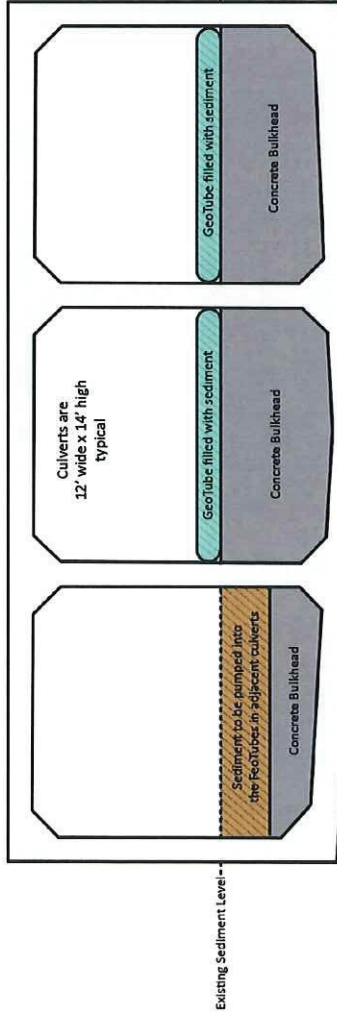 Culverts are
12' wide x 14' high
typical
GeoTube filled with sediment
GeoTube filled with sediment
Sediment to be pumped into
the FeoTubes in adjacent culverts
Concrete Bulkhead
Concrete Bulkhead
Concrete Bulkhead
Existing Sediment Level